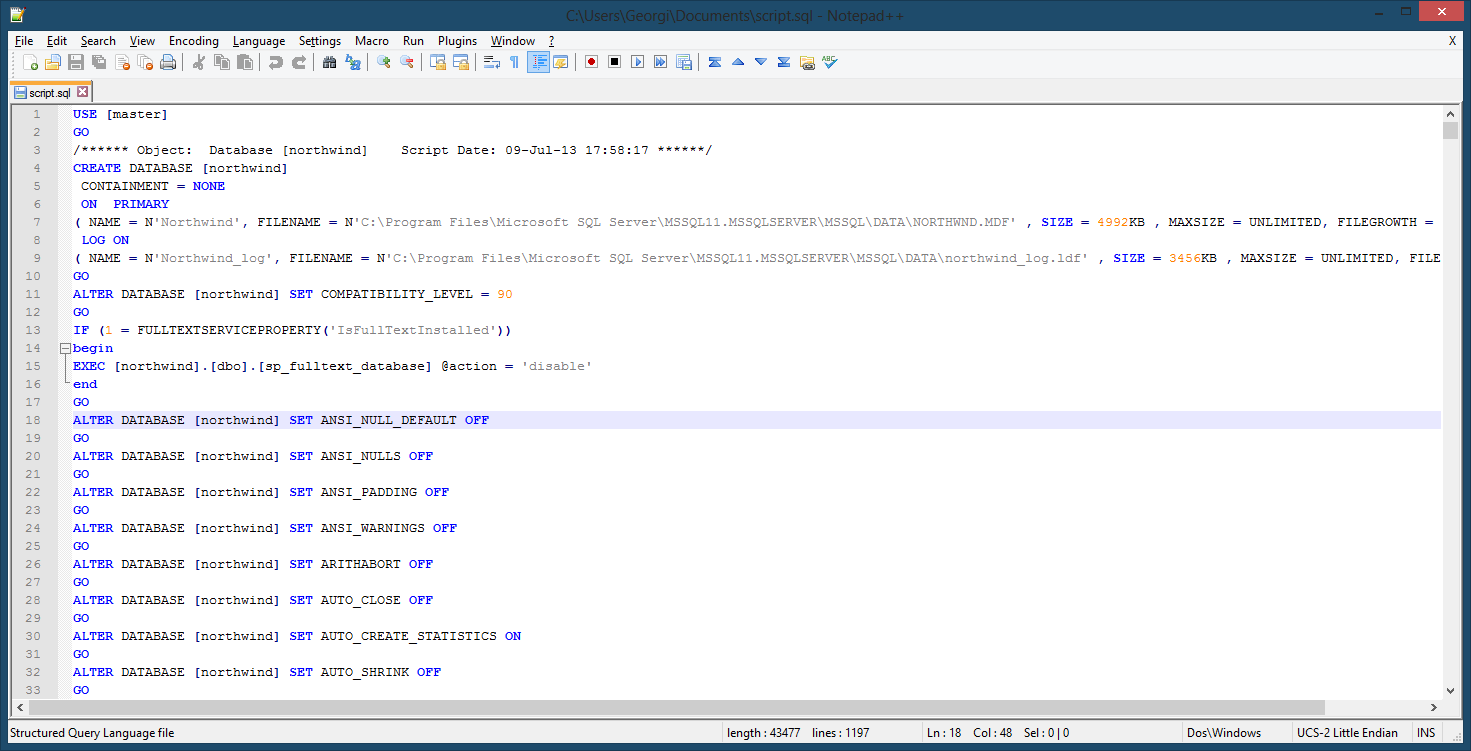 C:\Users\Georgi\Documents\script.sql - Notepad++
File Edit Search View Encoding Language Settings Macro Run Plugins Window ? X
script.sql
1 USE [master]
2 GO
3 /****** Object:  Database [northwind]    Script Date: 09-Jul-13 17:58:17 ******/
4 CREATE DATABASE [northwind]
5  CONTAINMENT = NONE
6  ON  PRIMARY
7 ( NAME = N'Northwind', FILENAME = N'C:\Program Files\Microsoft SQL Server\MSSQL11.MSSQLSERVER\MSSQL\DATA\NORTHWND.MDF' , SIZE = 4992KB , MAXSIZE = UNLIMITED, FILEGROWTH =
8  LOG ON
9 ( NAME = N'Northwind_log', FILENAME = N'C:\Program Files\Microsoft SQL Server\MSSQL11.MSSQLSERVER\MSSQL\DATA\northwind_log.ldf' , SIZE = 3456KB , MAXSIZE = UNLIMITED, FILE
10 GO
11 ALTER DATABASE [northwind] SET COMPATIBILITY_LEVEL = 90
12 GO
13 IF (1 = FULLTEXTSERVICEPROPERTY('IsFullTextInstalled'))
14 begin
15 EXEC [northwind].[dbo].[sp_fulltext_database] @action = 'disable'
16 end
17 GO
18 ALTER DATABASE [northwind] SET ANSI_NULL_DEFAULT OFF
19 GO
20 ALTER DATABASE [northwind] SET ANSI_NULLS OFF
21 GO
22 ALTER DATABASE [northwind] SET ANSI_PADDING OFF
23 GO
24 ALTER DATABASE [northwind] SET ANSI_WARNINGS OFF
25 GO
26 ALTER DATABASE [northwind] SET ARITHABORT OFF
27 GO
28 ALTER DATABASE [northwind] SET AUTO_CLOSE OFF
29 GO
30 ALTER DATABASE [northwind] SET AUTO_CREATE_STATISTICS ON
31 GO
32 ALTER DATABASE [northwind] SET AUTO_SHRINK OFF
33 GO
Structured Query Language file length : 43477 lines : 1197 Ln : 18 Col : 48 Sel : 0 | 0 Dos\Windows UCS-2 Little Endian INS